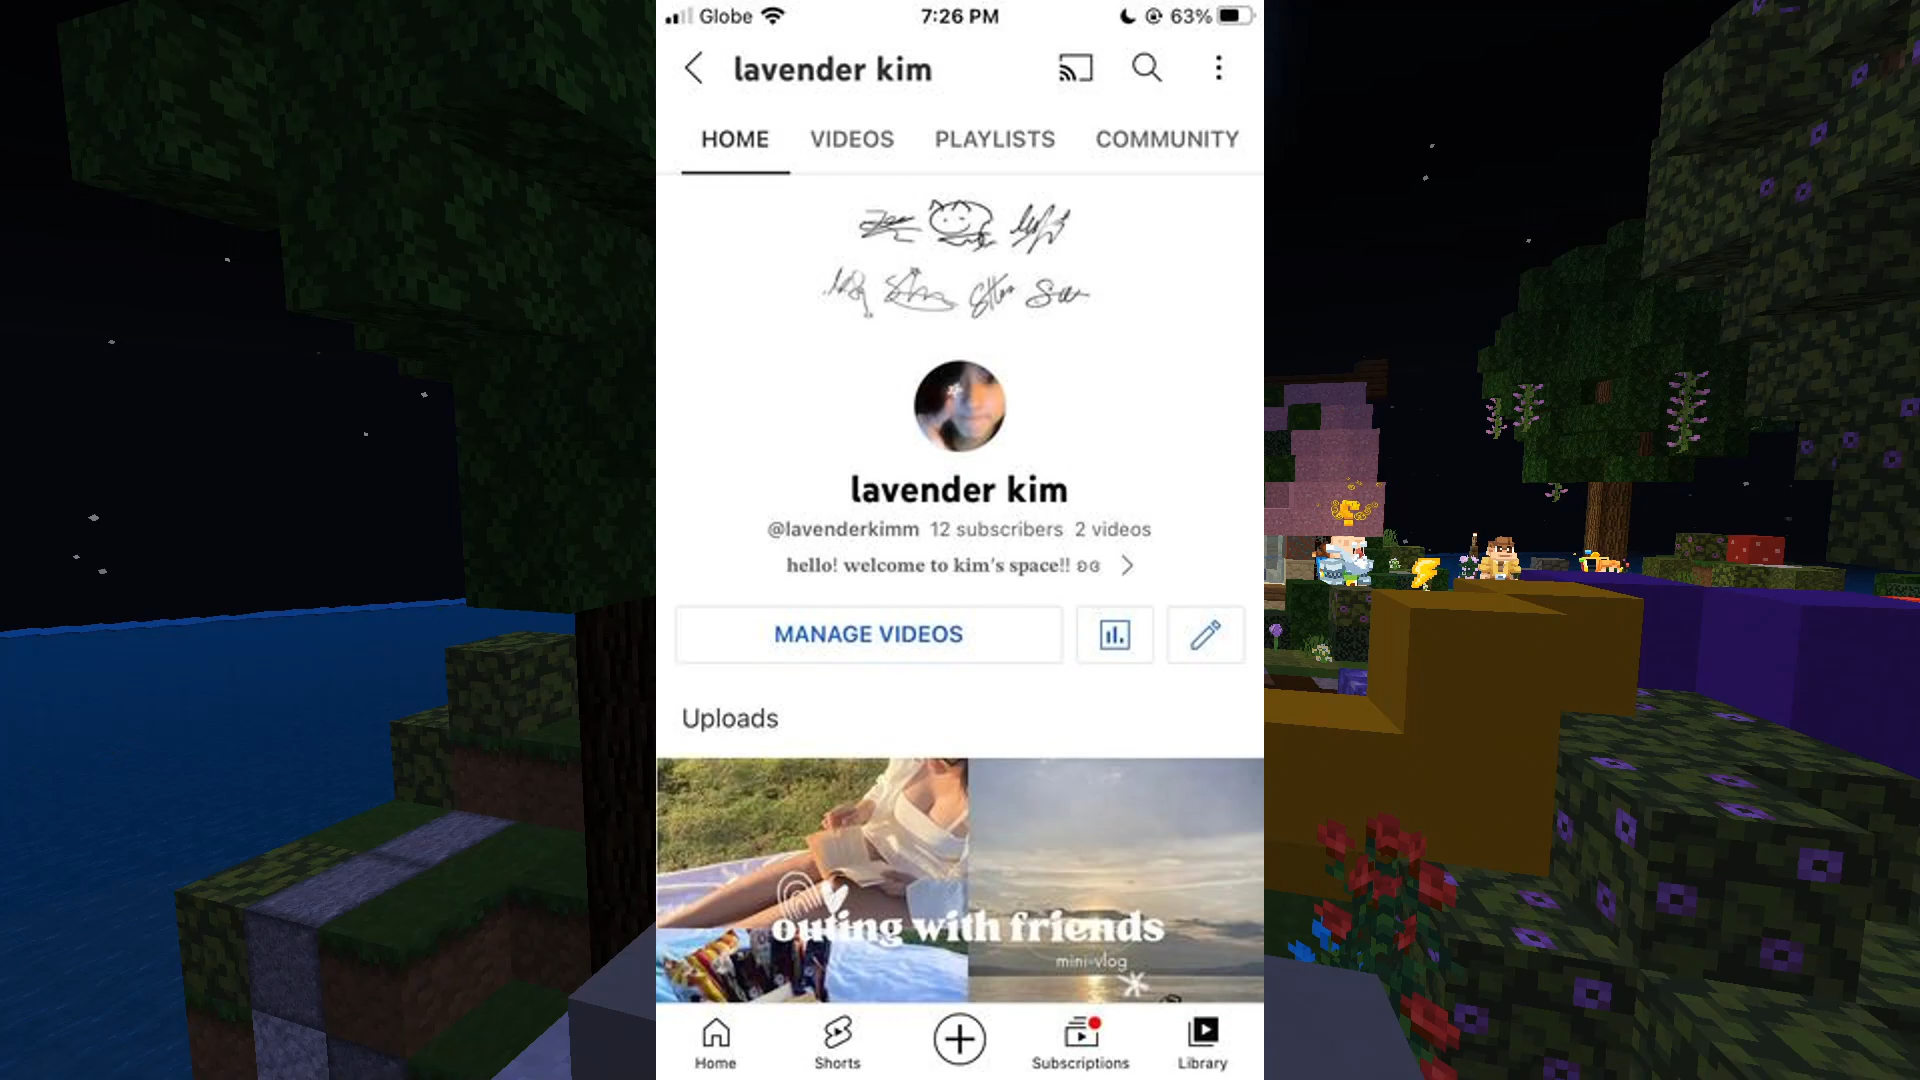 Globe 7:26 PM 63%
lavender kim
HOME VIDEOS PLAYLISTS COMMUNITY
lavender kim
@lavenderkimm 12 subscribers 2 videos
hello! welcome to kim's space!! ʚɞ
MANAGE VIDEOS
Uploads
outing with friends
mini-vlog
Home Shorts Subscriptions Library